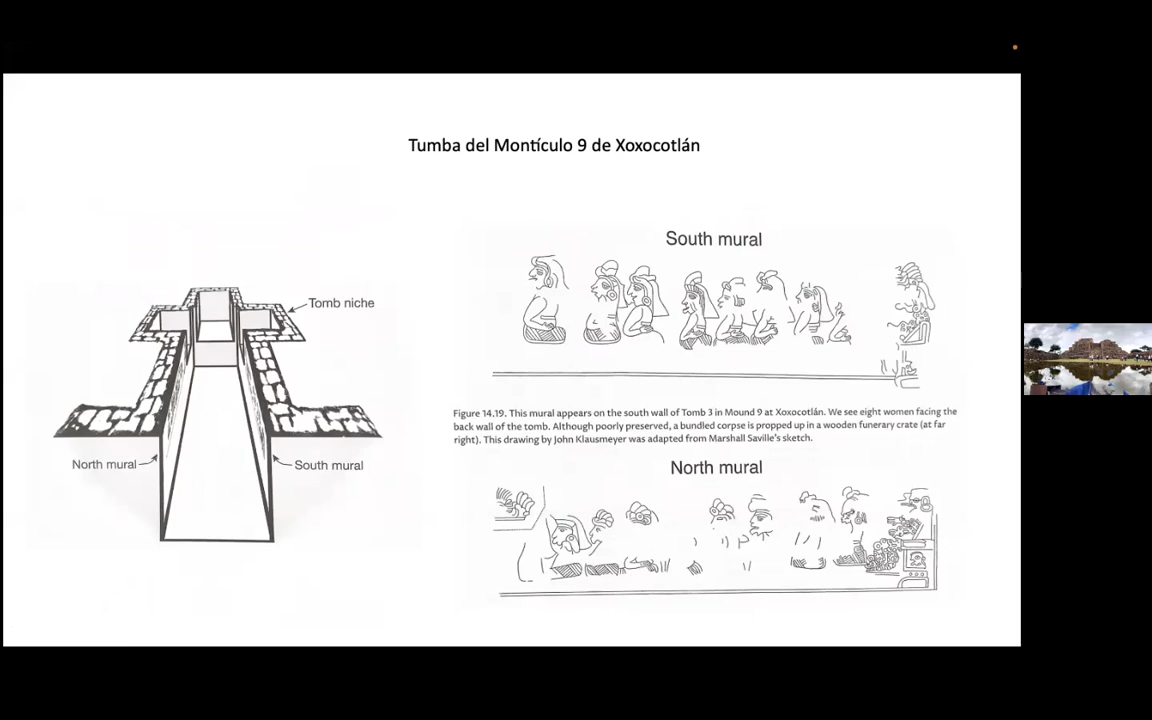 Tumba del Montículo 9 de Xoxocotlán
Tomb niche
North mural
South mural
South mural
Figure 14.19. This mural appears on the south wall of Tomb 3 in Mound 9 at Xoxocotlán. We see eight women facing the
back wall of the tomb. Although poorly preserved, a bundled corpse is propped up in a wooden funerary crate (at far
right). This drawing by John Klausmeyer was adapted from Marshall Saville's sketch.
North mural